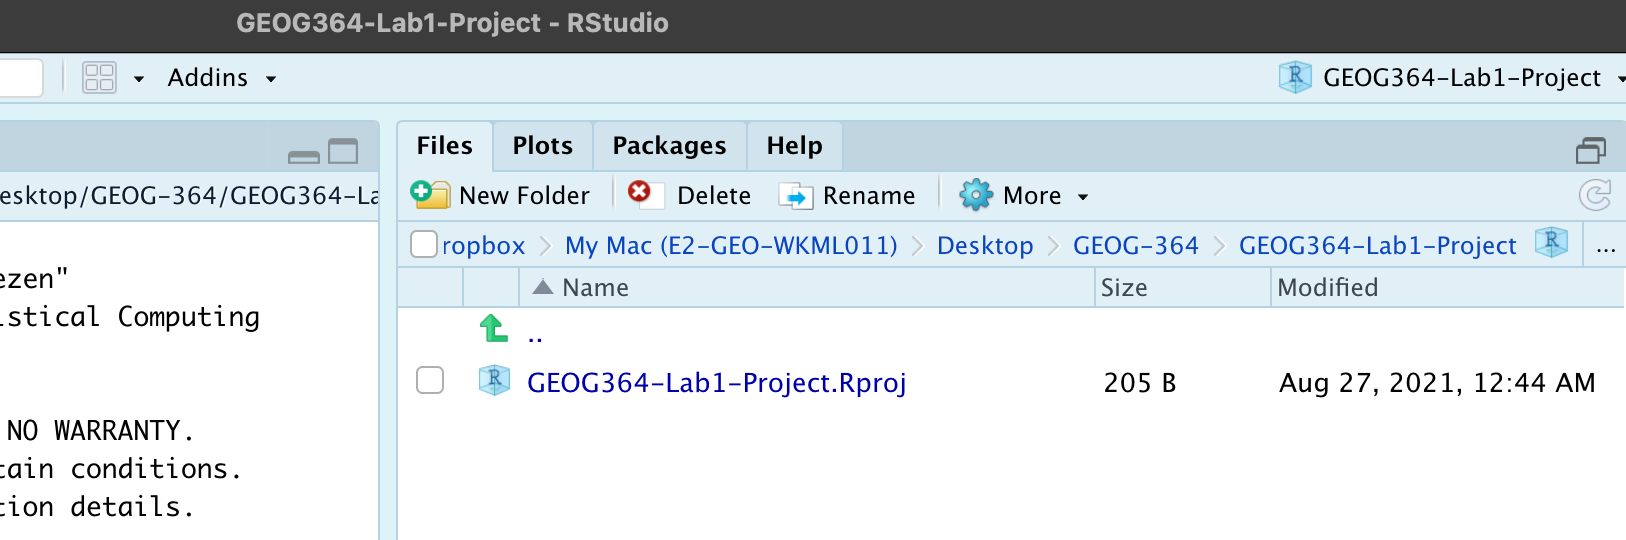 GEOG364-Lab1-Project - RStudio
Addins
GEOG364-Lab1-Project
Files Plots Packages Help
New Folder Delete Rename More
esktop/GEOG-364/GEOG364-La
ropbox My Mac (E2-GEO-WKML011) Desktop GEOG-364 GEOG364-Lab1-Project ...
Name Size Modified
ezen"
istical Computing
..
GEOG364-Lab1-Project.Rproj 205 B Aug 27, 2021, 12:44 AM
NO WARRANTY.
tain conditions.
tion details.